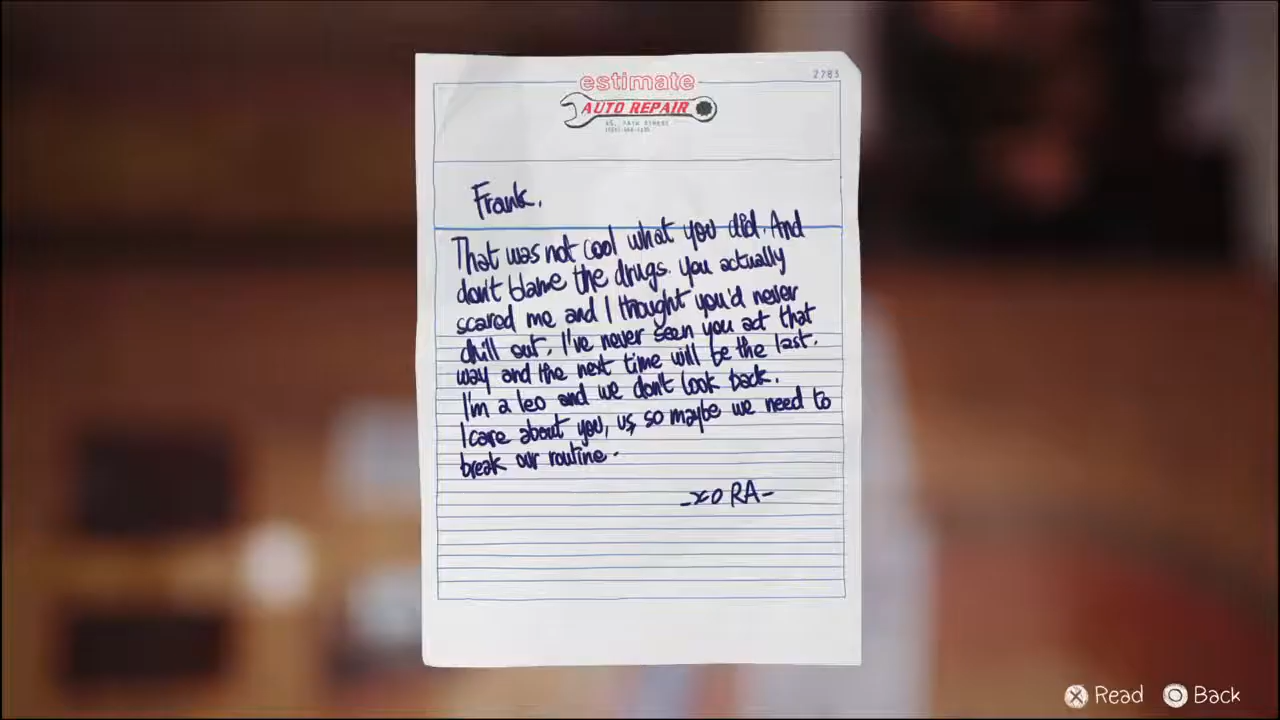 2783
estimate
AUTO REPAIR
Frank,
That was not cool what you did. And
don't blame the drugs. You actually
scared me and I thought you'd never
chill out. I've never seen you act that
way and the next time will be the last.
I'm a leo and we don't look back.
I care about you, us, so maybe we need to
break our routine.
-xo RA-
Read
Back